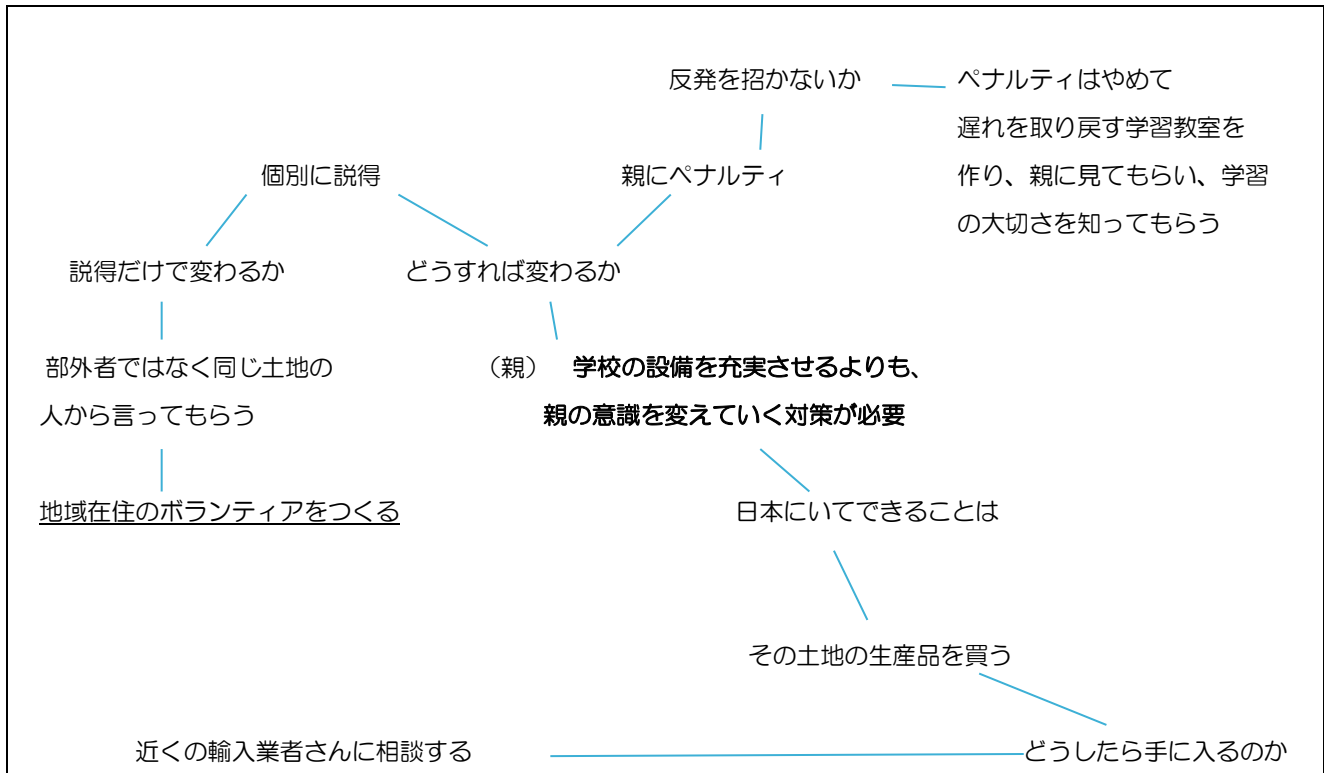 反発を招かないか
ペナルティはやめて
遅れを取り戻す学習教室を
作り、親に見てもらい、学習
の大切さを知ってもらう
個別に説得
親にペナルティ
説得だけで変わるか
どうすれば変わるか
部外者ではなく同じ土地の
人から言ってもらう
（親） 学校の設備を充実させるよりも、
親の意識を変えていく対策が必要
地域在住のボランティアをつくる
日本にいてできることは
その土地の生産品を買う
近くの輸入業者さんに相談する
どうしたら手に入るのか